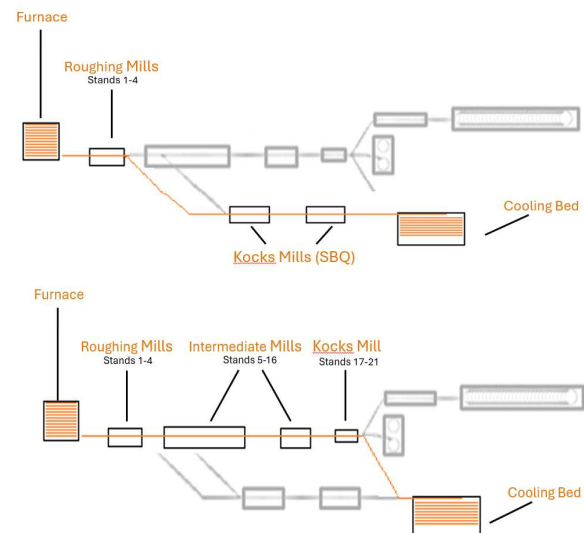 Furnace
Roughing Mills
Stands 1-4
Cooling Bed
Kocks Mills (SBQ)
Furnace
Roughing Mills
Stands 1-4
Intermediate Mills
Stands 5-16
Kocks Mill
Stands 17-21
Cooling Bed